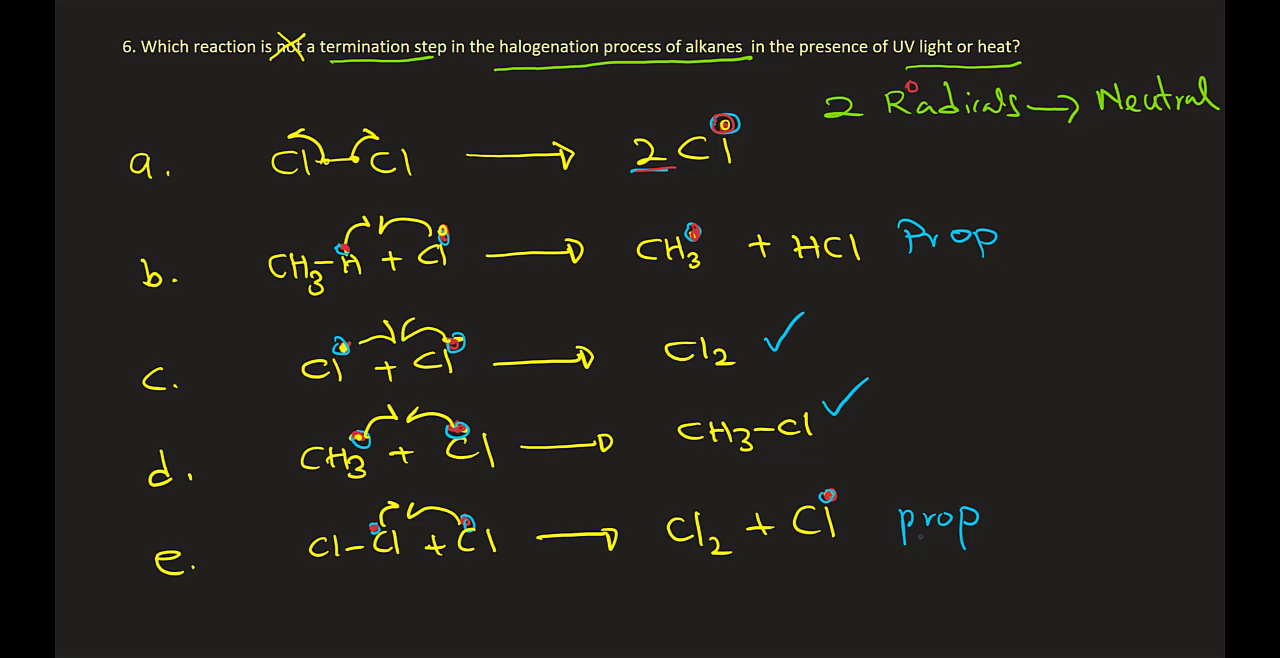 6. Which reaction is not a termination step in the halogenation process of alkanes in the presence of UV light or heat?
2 Radicals → Neutral
a. Cl–Cl → 2 Cl•
b. CH₃–H + Cl• → CH₃• + HCl Prop
c. Cl• + Cl• → Cl₂ ✓
d. CH₃• + Cl• → CH₃–Cl ✓
e. Cl–Cl + Cl• → Cl₂ + Cl• prop